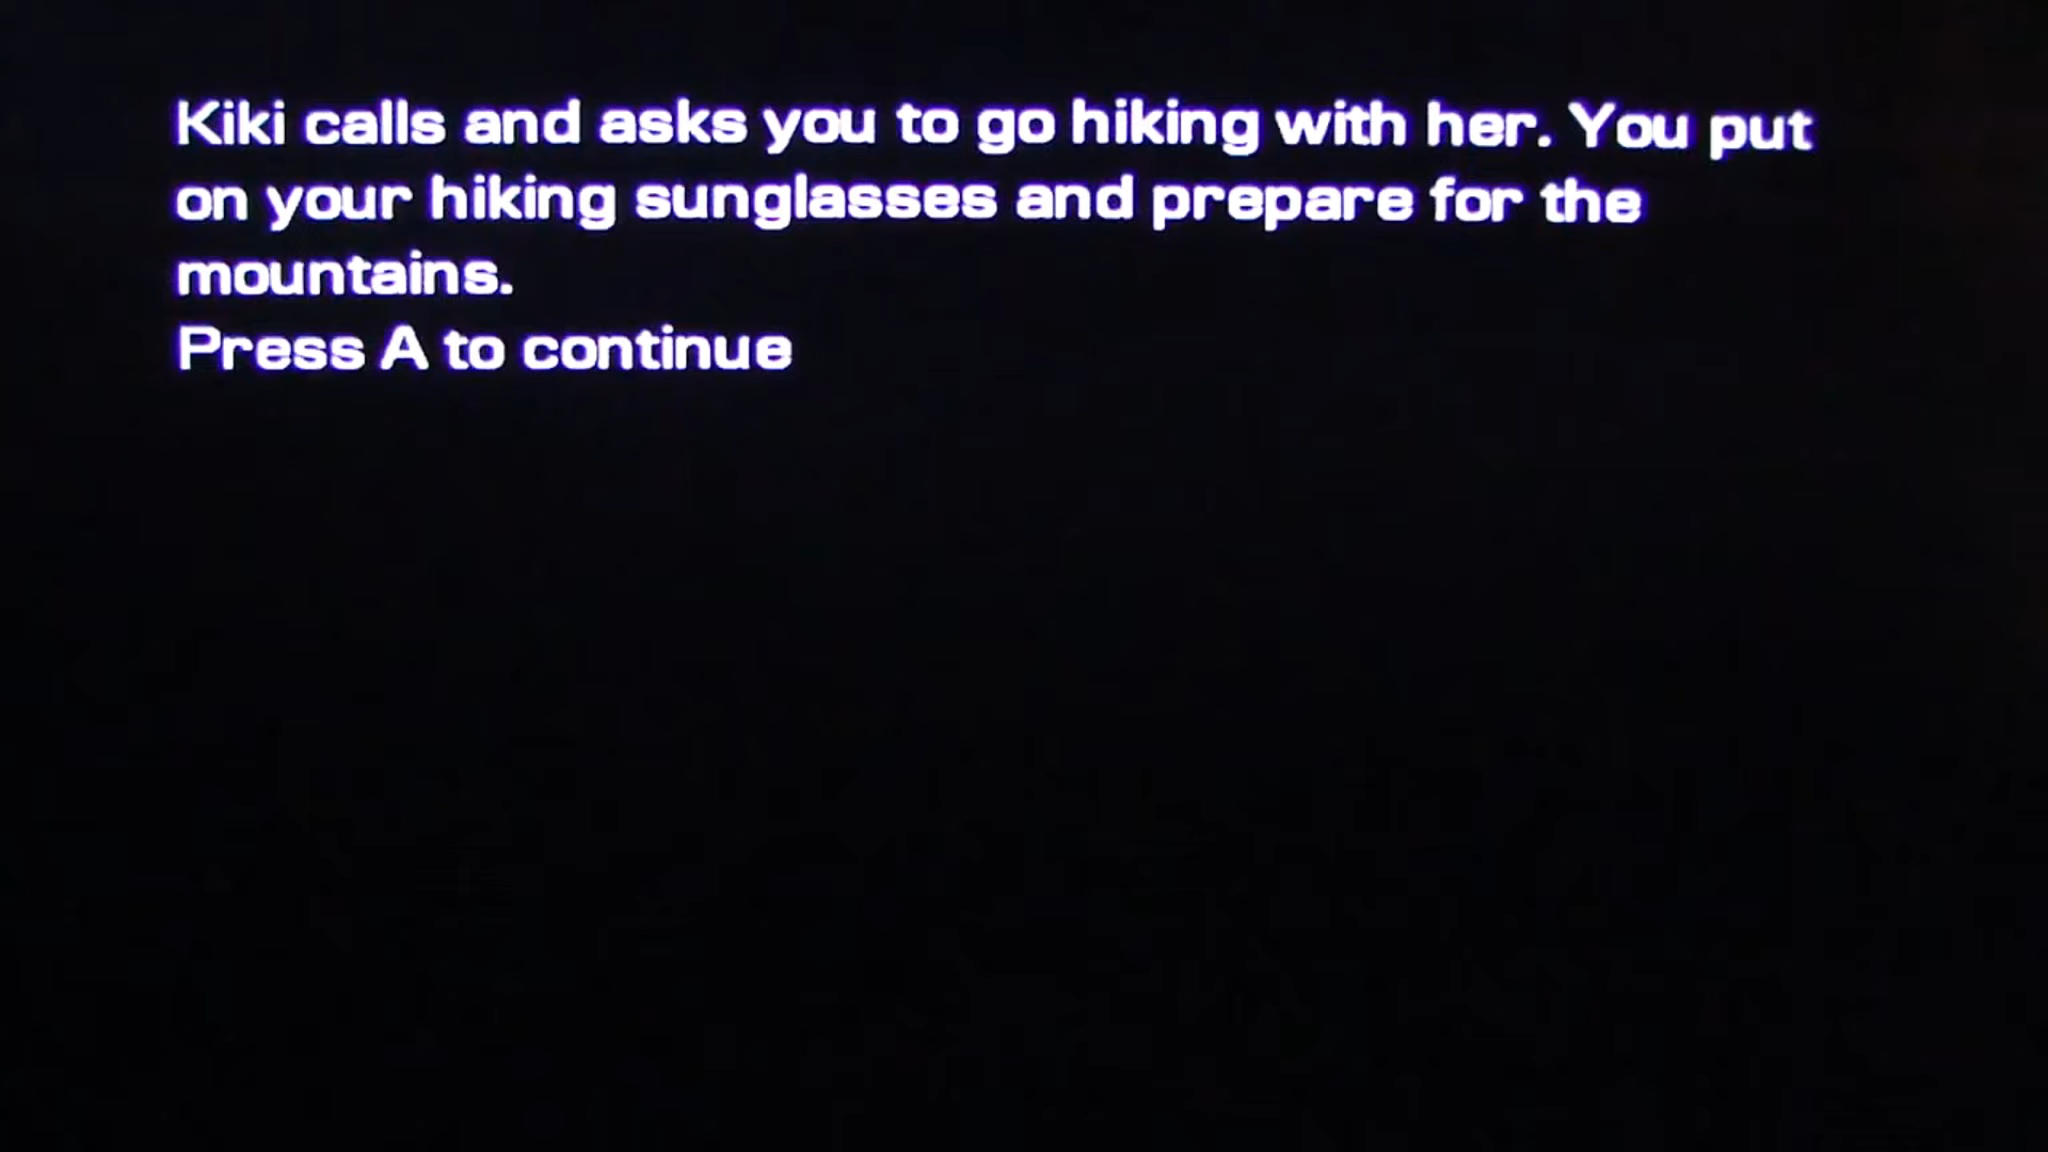 Kiki calls and asks you to go hiking with her. You put
on your hiking sunglasses and prepare for the
mountains.
Press A to continue